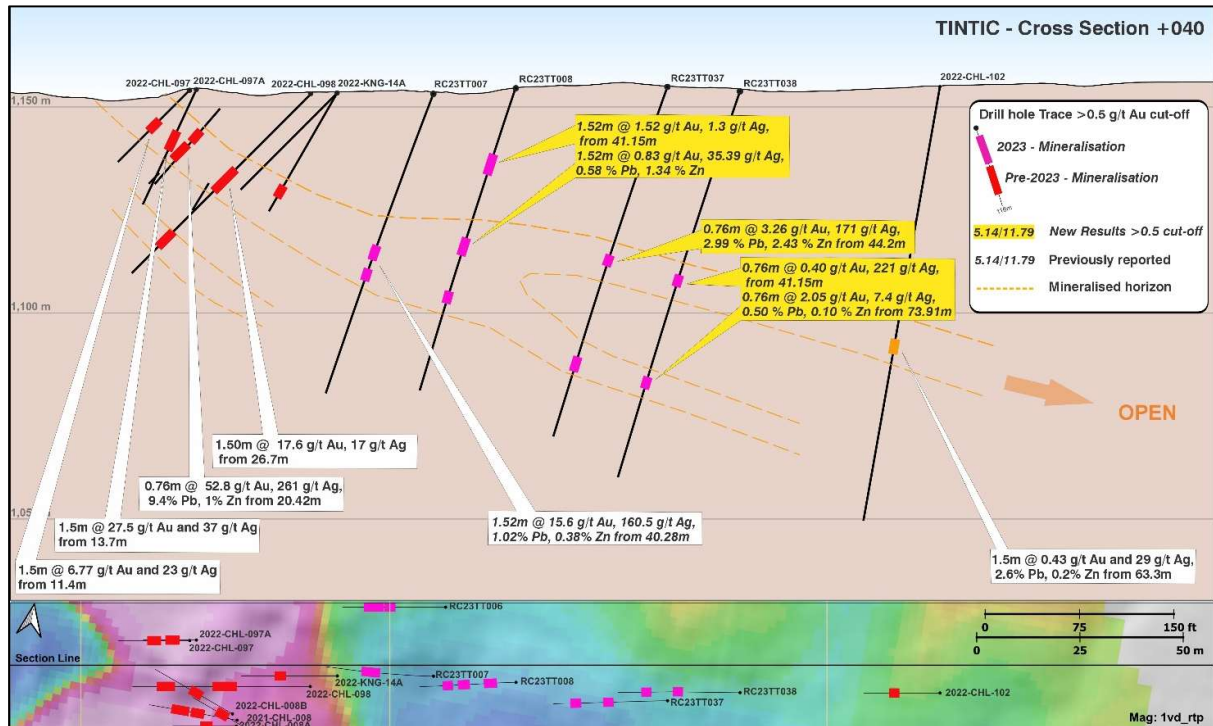 TINTIC - Cross Section +040
2022-CHL-097
2022-CHL-097A
2022-CHL-098
2022-KNG-14A
RC23TT007
RC23TT008
RC23TT037
RC23TT038
2022-CHL-102
1,150 m
1,100 m
1.52m @ 1.52 g/t Au, 1.3 g/t Ag,
from 41.15m
1.52m @ 0.83 g/t Au, 35.39 g/t Ag,
0.58 % Pb, 1.34 % Zn
0.76m @ 3.26 g/t Au, 171 g/t Ag,
2.99 % Pb, 2.43 % Zn from 44.2m
0.76m @ 0.40 g/t Au, 221 g/t Ag,
from 41.15m
0.76m @ 2.05 g/t Au, 7.4 g/t Ag,
0.50 % Pb, 0.10 % Zn from 73.91m
Drill hole Trace >0.5 g/t Au cut-off
2023 - Mineralisation
Pre-2023 - Mineralisation
116m
5.14/11.79 New Results >0.5 cut-off
5.14/11.79 Previously reported
Mineralised horizon
OPEN
1.50m @ 17.6 g/t Au, 17 g/t Ag
from 26.7m
0.76m @ 52.8 g/t Au, 261 g/t Ag,
9.4% Pb, 1% Zn from 20.42m
1.5m @ 27.5 g/t Au and 37 g/t Ag
from 13.7m
1.5m @ 6.77 g/t Au and 23 g/t Ag
from 11.4m
1.52m @ 15.6 g/t Au, 160.5 g/t Ag,
1.02% Pb, 0.38% Zn from 40.28m
1.5m @ 0.43 g/t Au and 29 g/t Ag,
2.6% Pb, 0.2% Zn from 63.3m
RC23TT006
2022-CHL-097A
2022-CHL-097
Section Line
2022-KNG-14A
2022-CHL-098
RC23TT007
RC23TT008
RC23TT037
RC23TT038
2022-CHL-102
2022-CHL-008B
2021-CHL-008
2022-CHL-008A
0 75 150 ft
0 25 50 m
Mag: 1vd_rtp